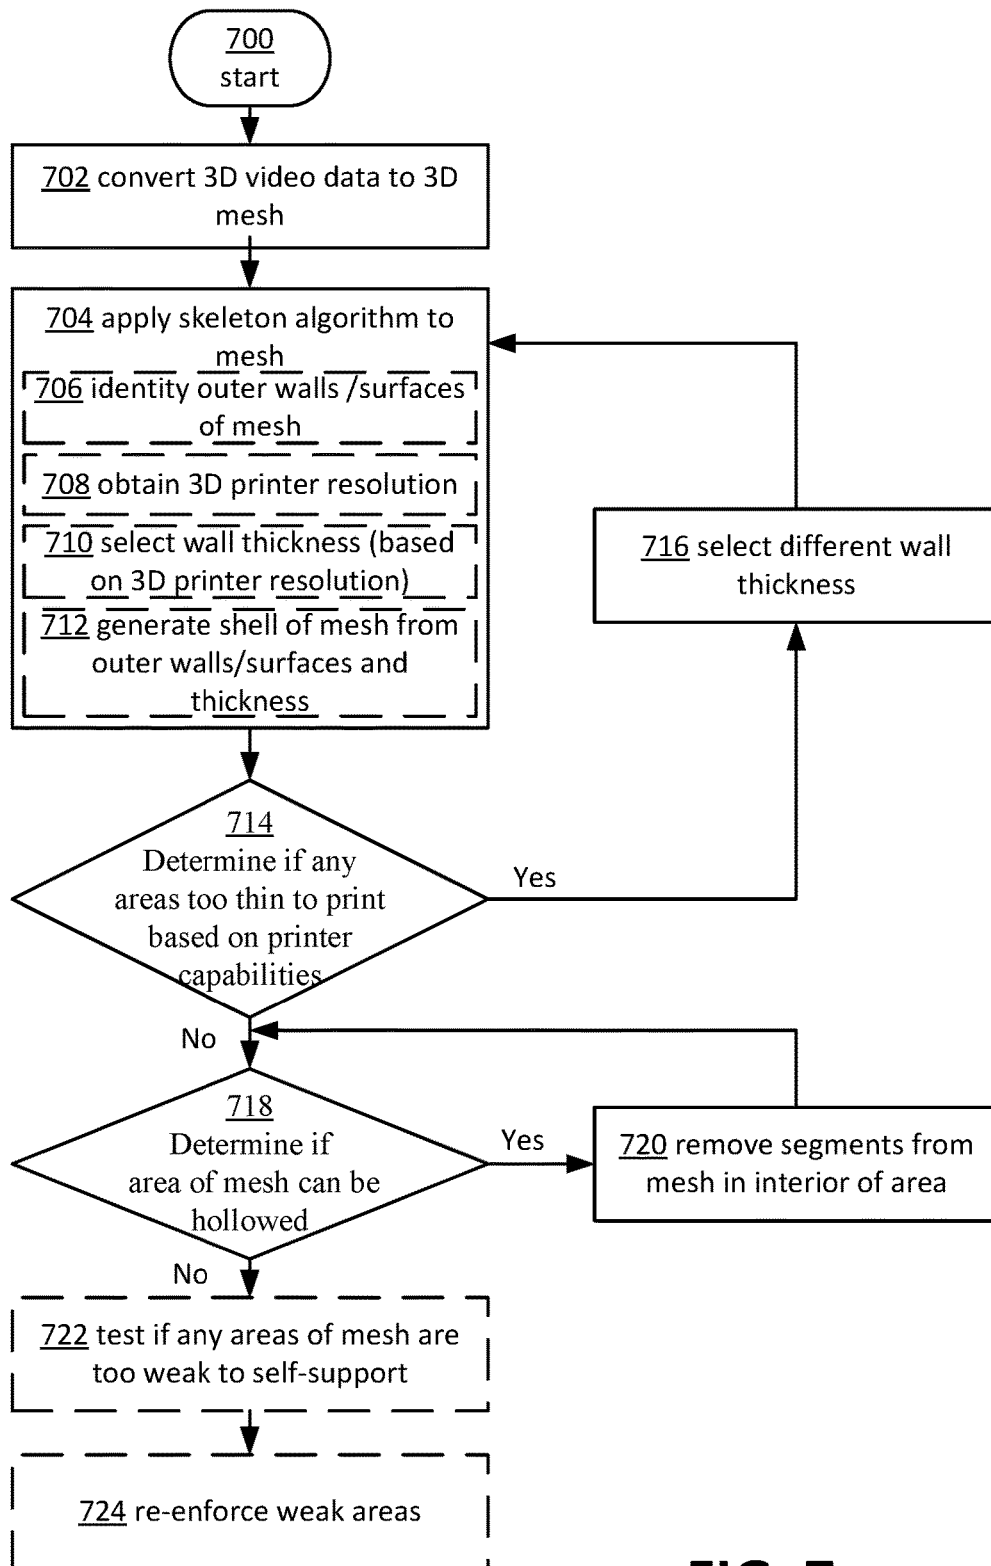 700
start
702 convert 3D video data to 3D
mesh
704 apply skeleton algorithm to
mesh
706 identity outer walls /surfaces
of mesh
708 obtain 3D printer resolution
710 select wall thickness (based
on 3D printer resolution)
712 generate shell of mesh from
outer walls/surfaces and
thickness
716 select different wall
thickness
714
Determine if any
areas too thin to print
based on printer
capabilities
Yes
No
718
Determine if
area of mesh can be
hollowed
Yes
720 remove segments from
mesh in interior of area
No
722 test if any areas of mesh are
too weak to self-support
724 re-enforce weak areas